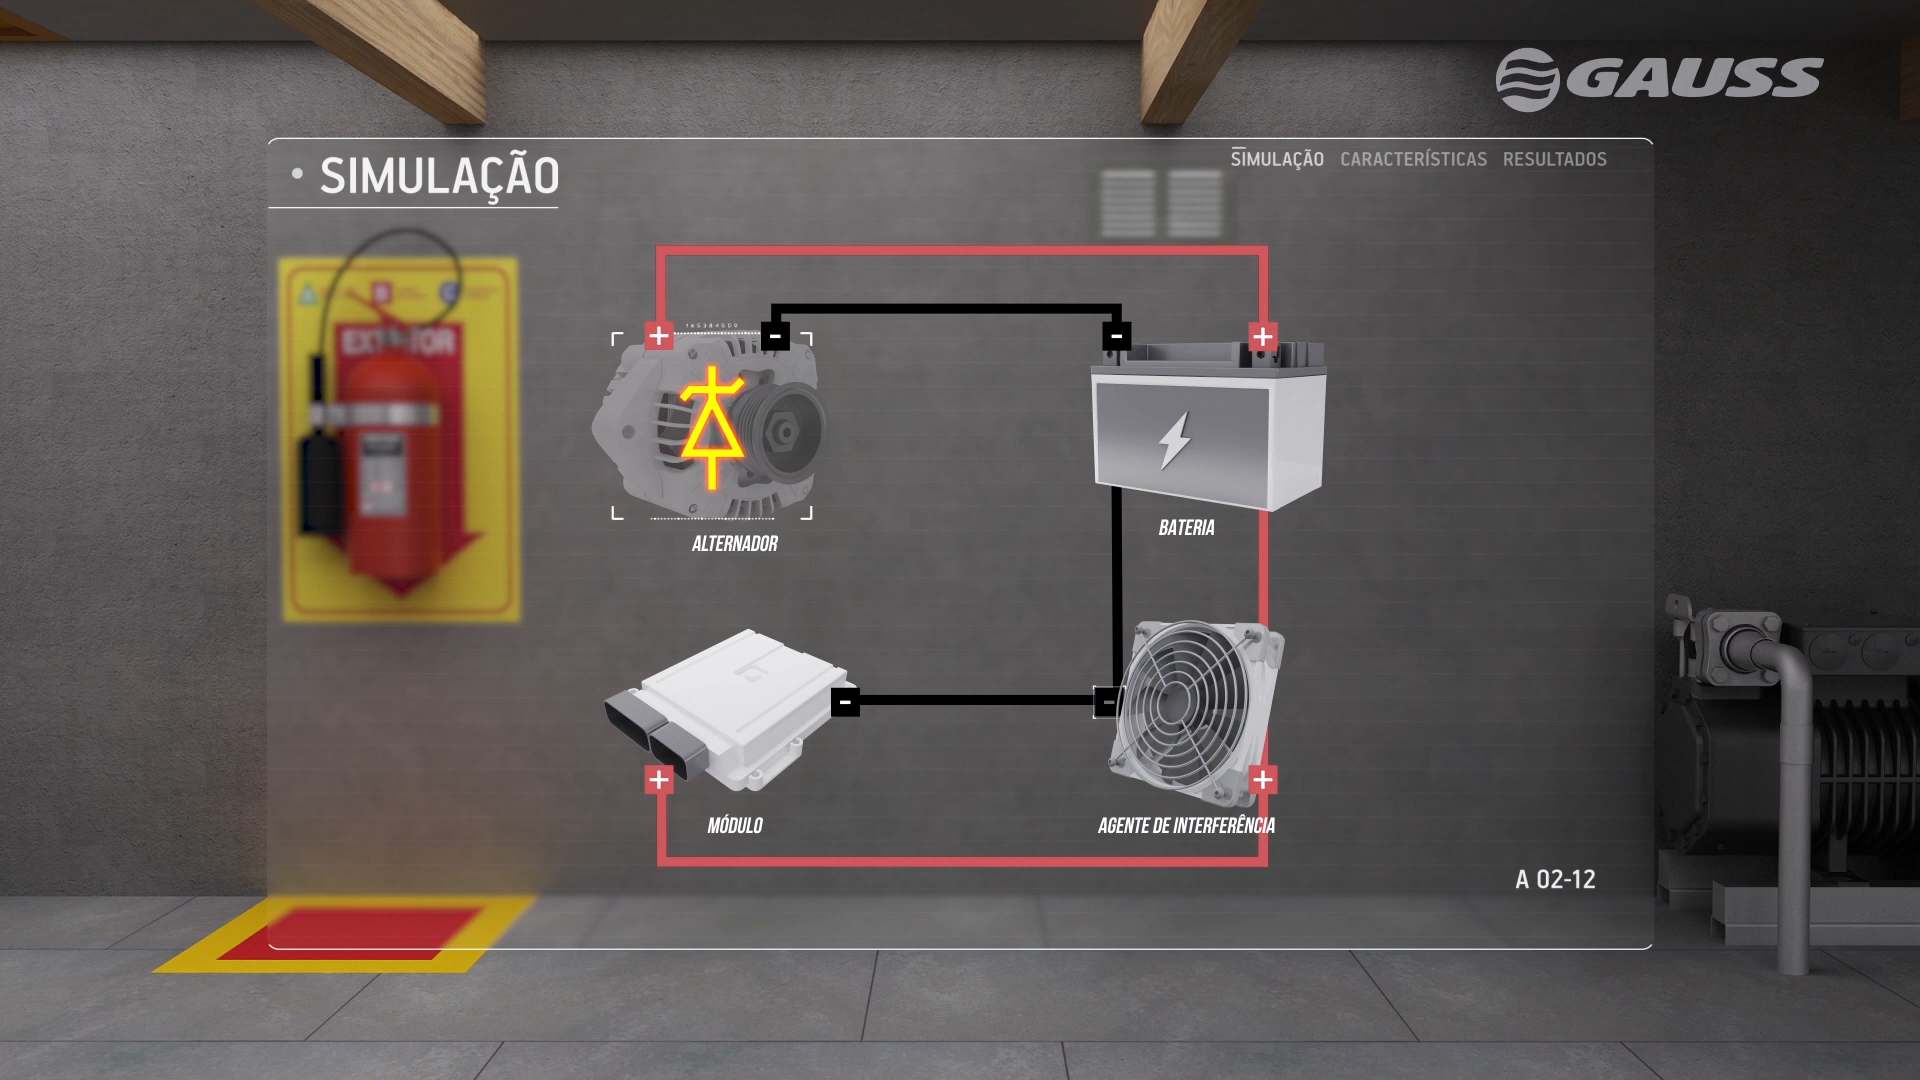 GAUSS
SIMULAÇÃO
SIMULAÇÃO CARACTERÍSTICAS RESULTADOS
ALTERNADOR
BATERIA
MÓDULO
AGENTE DE INTERFERÊNCIA
A 02-12